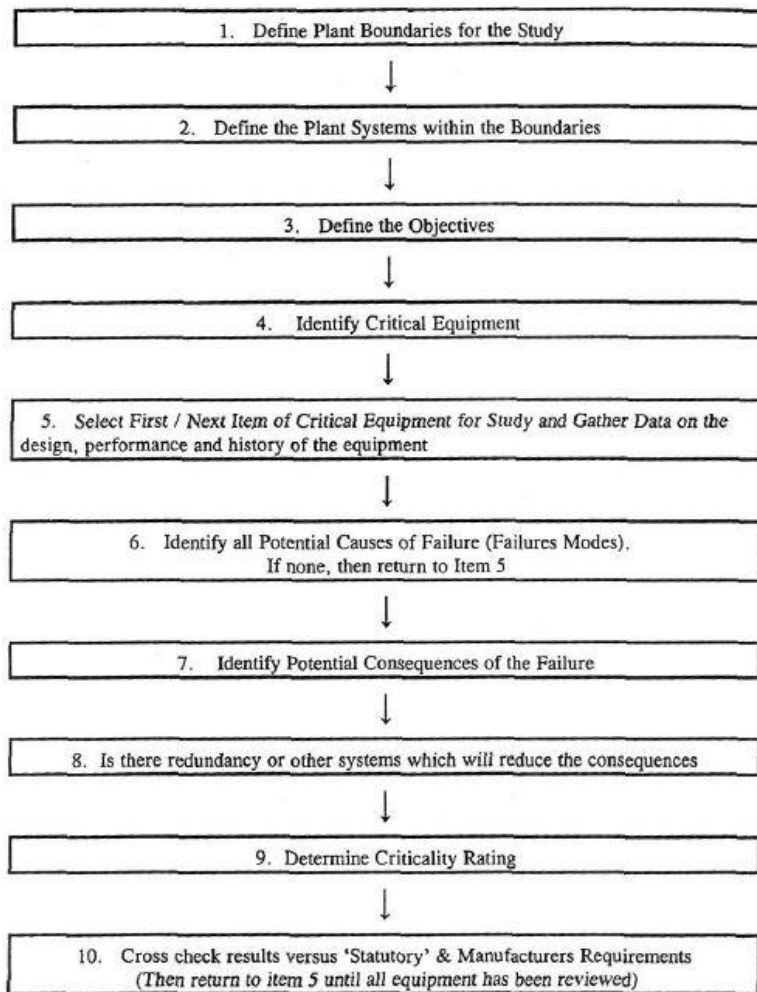 1. Define Plant Boundaries for the Study
2. Define the Plant Systems within the Boundaries
3. Define the Objectives
4. Identify Critical Equipment
5. Select First / Next Item of Critical Equipment for Study and Gather Data on the
design, performance and history of the equipment
6. Identify all Potential Causes of Failure (Failures Modes).
If none, then return to Item 5
7. Identify Potential Consequences of the Failure
8. Is there redundancy or other systems which will reduce the consequences
9. Determine Criticality Rating
10. Cross check results versus ‘Statutory’ & Manufacturers Requirements
(Then return to item 5 until all equipment has been reviewed)